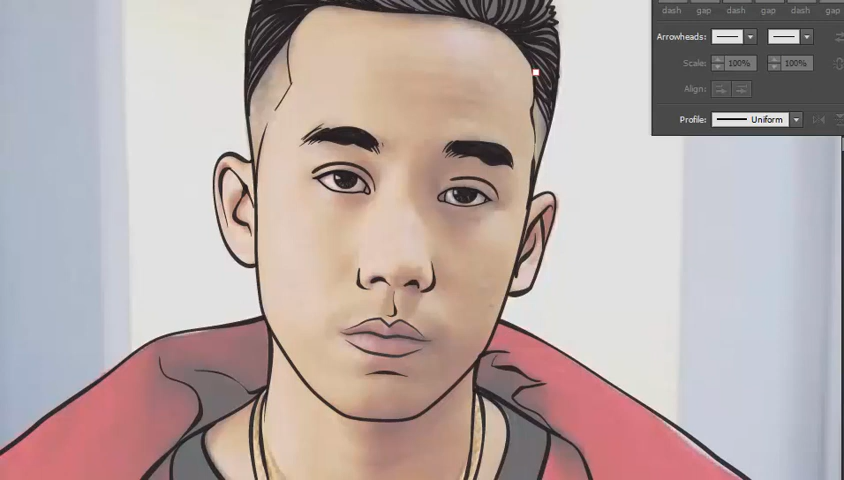 dash gap dash gap dash gap
Arrowheads:
Scale: 100% 100%
Align:
Profile: Uniform